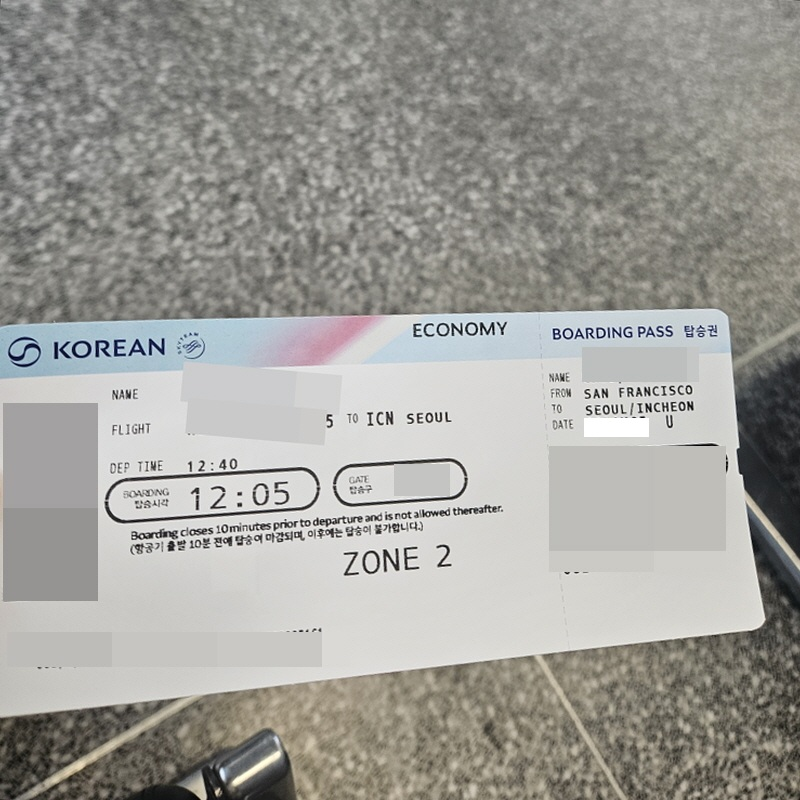 KOREAN
SKYTEAM
ECONOMY
NAME
FLIGHT 5 TO ICN SEOUL
DEP TIME 12:40
BOARDING
탑승시각
12:05
GATE
탑승구
Boarding closes 10 minutes prior to departure and is not allowed thereafter.
(항공기 출발 10분 전에 탑승이 마감되며, 이후에는 탑승이 불가합니다.)
ZONE 2
BOARDING PASS 탑승권
NAME
FROM SAN FRANCISCO
TO SEOUL/INCHEON
DATE U